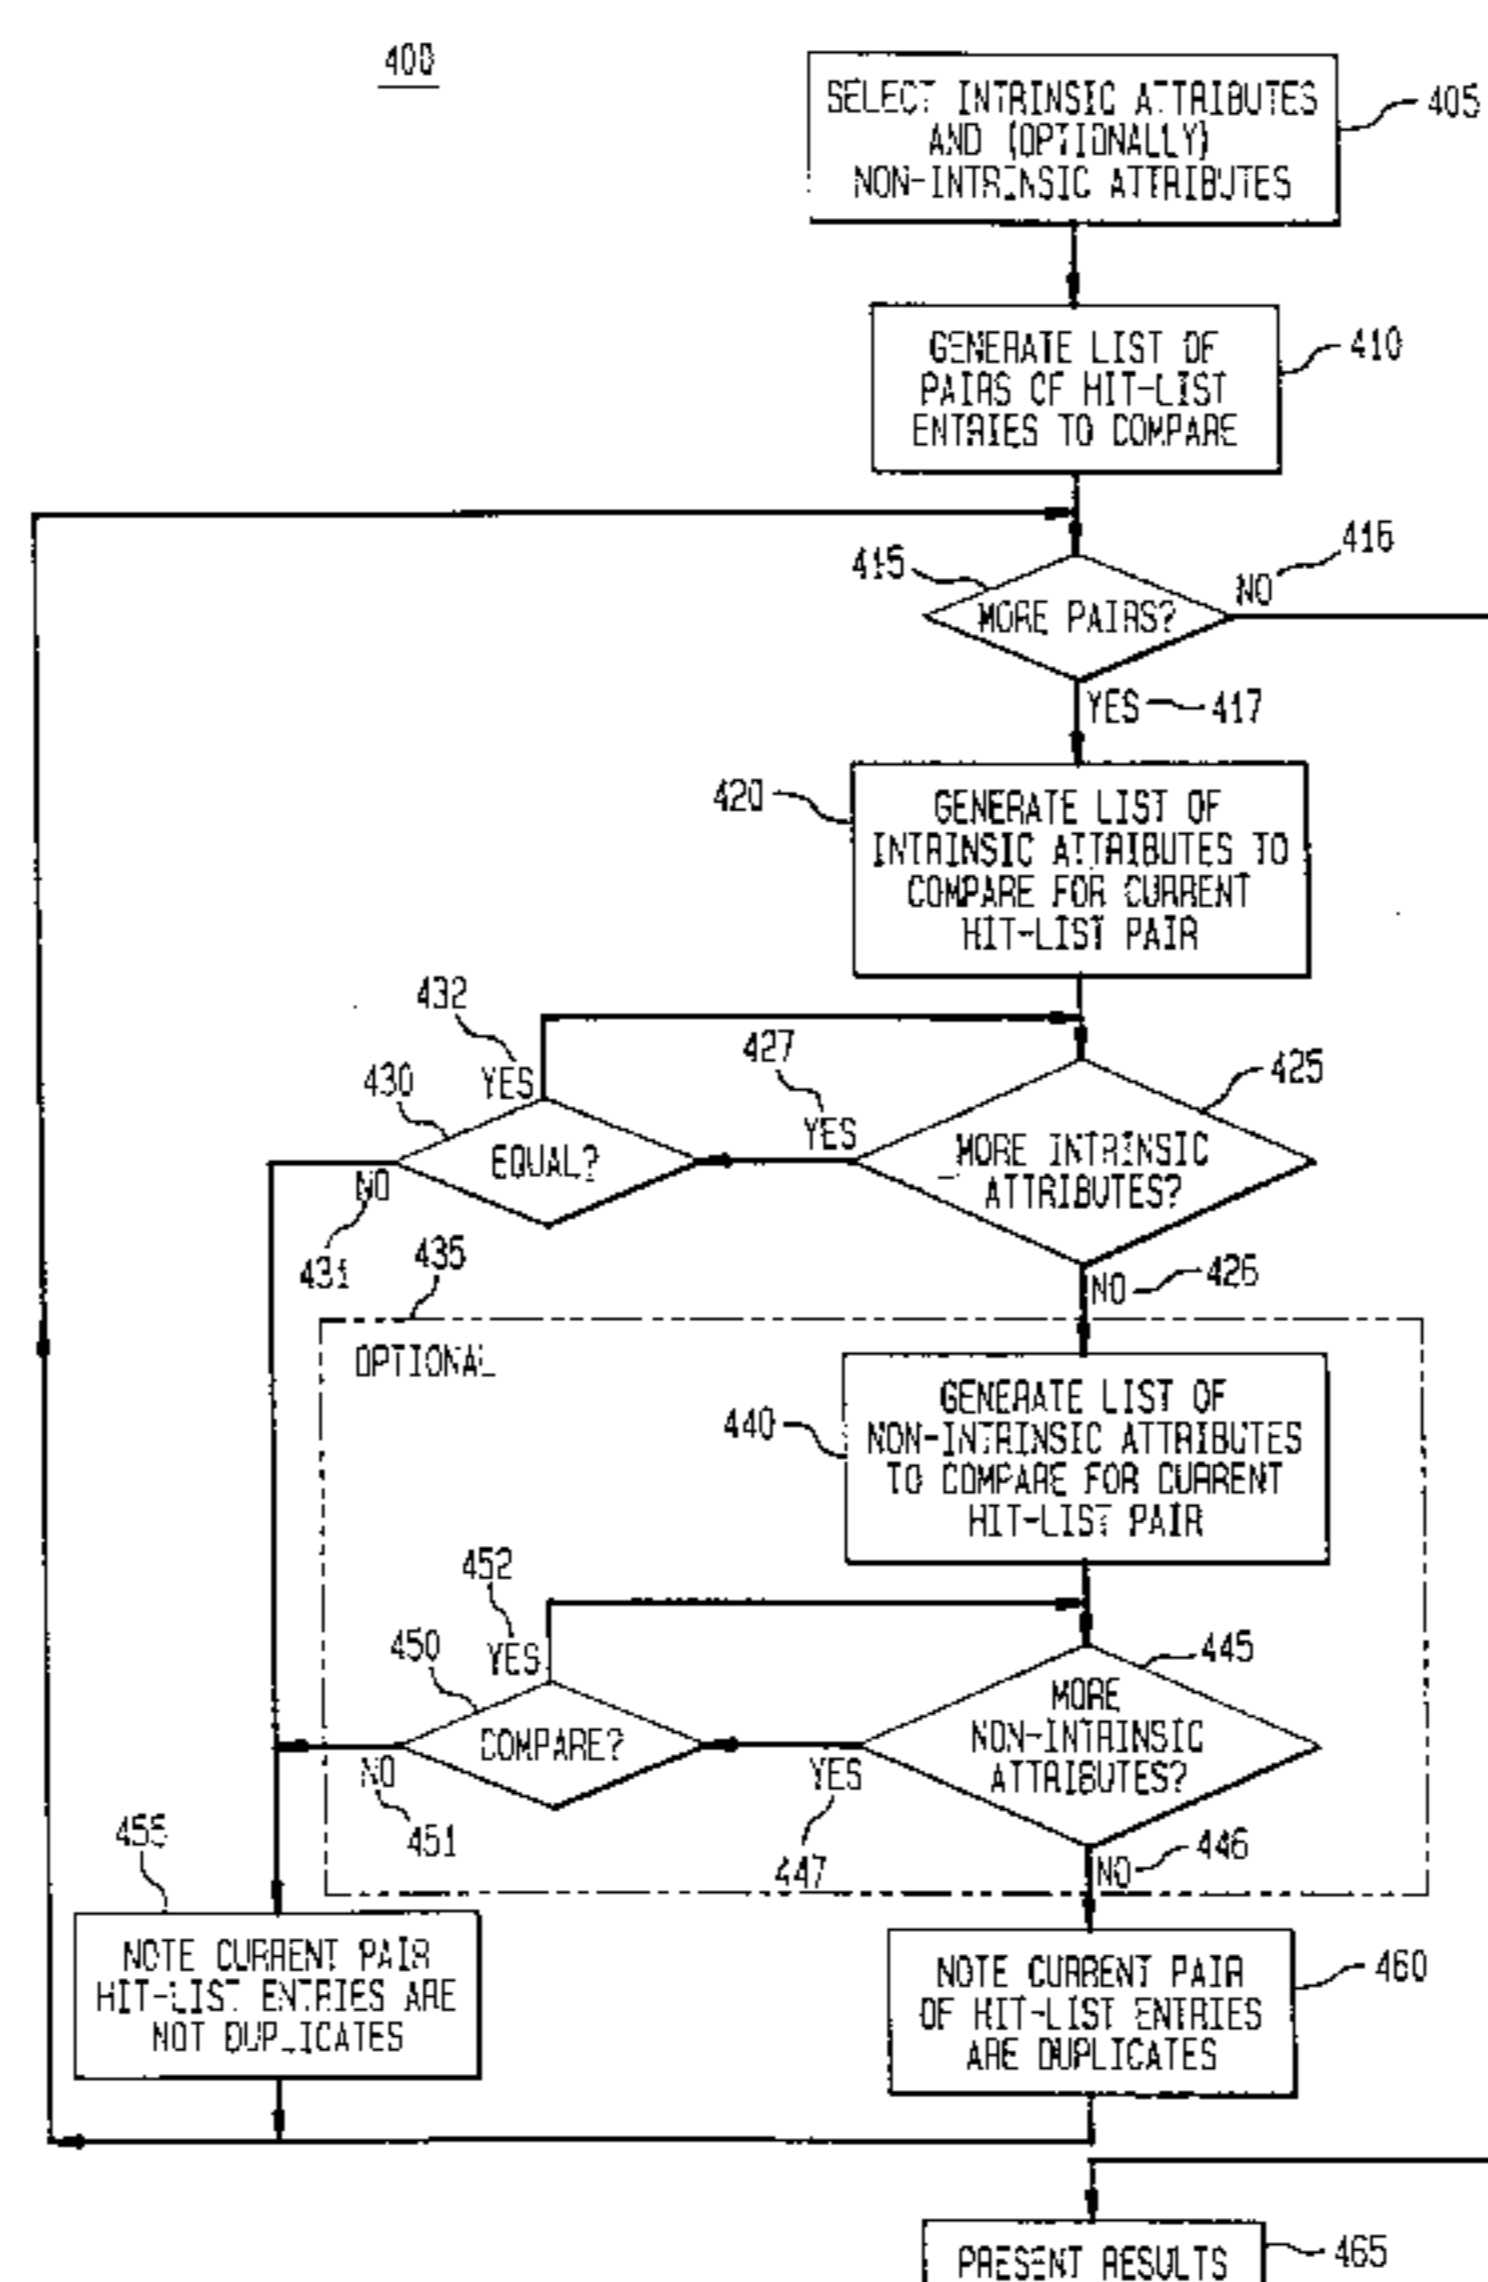 400
SELECT INTRINSIC ATTRIBUTES
AND (OPTIONALLY)
NON-INTRINSIC ATTRIBUTES
405
GENERATE LIST OF
PAIRS OF HIT-LIST
ENTRIES TO COMPARE
410
415
MORE PAIRS?
NO
416
YES
417
420
GENERATE LIST OF
INTRINSIC ATTRIBUTES TO
COMPARE FOR CURRENT
HIT-LIST PAIR
432
YES
427
YES
425
430
EQUAL?
MORE INTRINSIC
ATTRIBUTES?
NO
431
435
NO
426
OPTIONAL
440
GENERATE LIST OF
NON-INTRINSIC ATTRIBUTES
TO COMPARE FOR CURRENT
HIT-LIST PAIR
452
YES
450
445
COMPARE?
MORE
NON-INTRINSIC
ATTRIBUTES?
NO
451
YES
447
NO
446
455
NOTE CURRENT PAIR
HIT-LIST ENTRIES ARE
NOT DUPLICATES
NOTE CURRENT PAIR
OF HIT-LIST ENTRIES
ARE DUPLICATES
460
PRESENT RESULTS
465